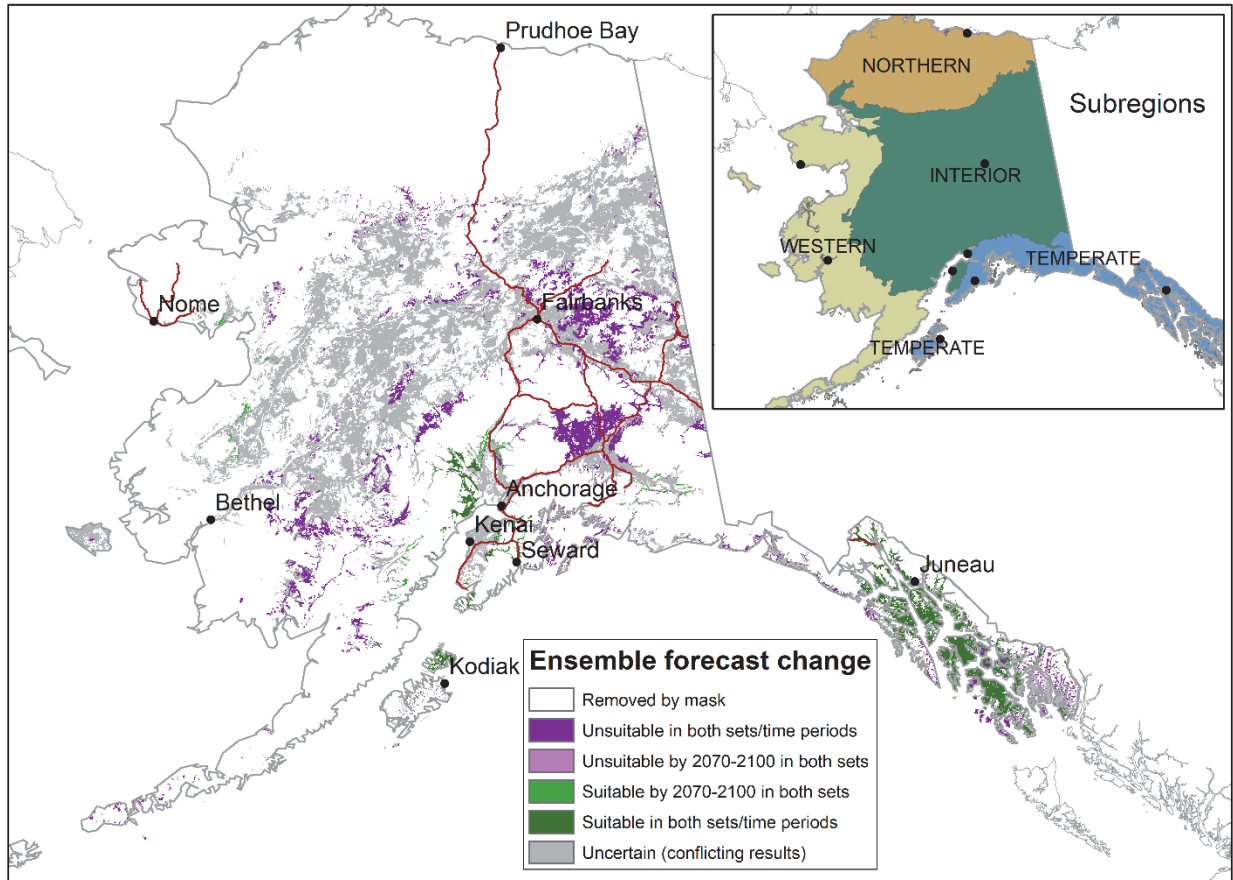 Prudhoe Bay
NORTHERN
Subregions
INTERIOR
WESTERN
TEMPERATE
TEMPERATE
Nome
Fairbanks
Bethel
Anchorage
Kenai
Seward
Juneau
Kodiak
Ensemble forecast change
Removed by mask
Unsuitable in both sets/time periods
Unsuitable by 2070-2100 in both sets
Suitable by 2070-2100 in both sets
Suitable in both sets/time periods
Uncertain (conflicting results)